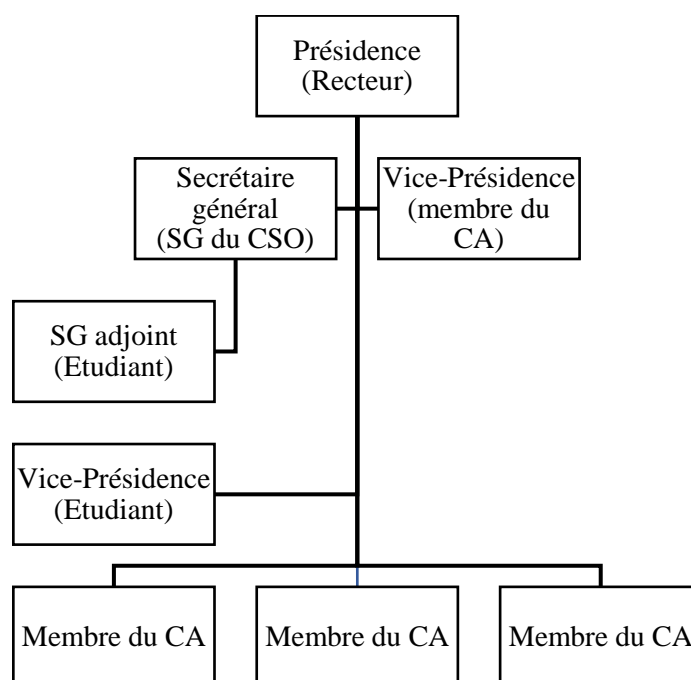 Présidence
(Recteur)
Secrétaire
général
(SG du CSO)
Vice-Présidence
(membre du
CA)
SG adjoint
(Etudiant)
Vice-Présidence
(Etudiant)
Membre du CA
Membre du CA
Membre du CA